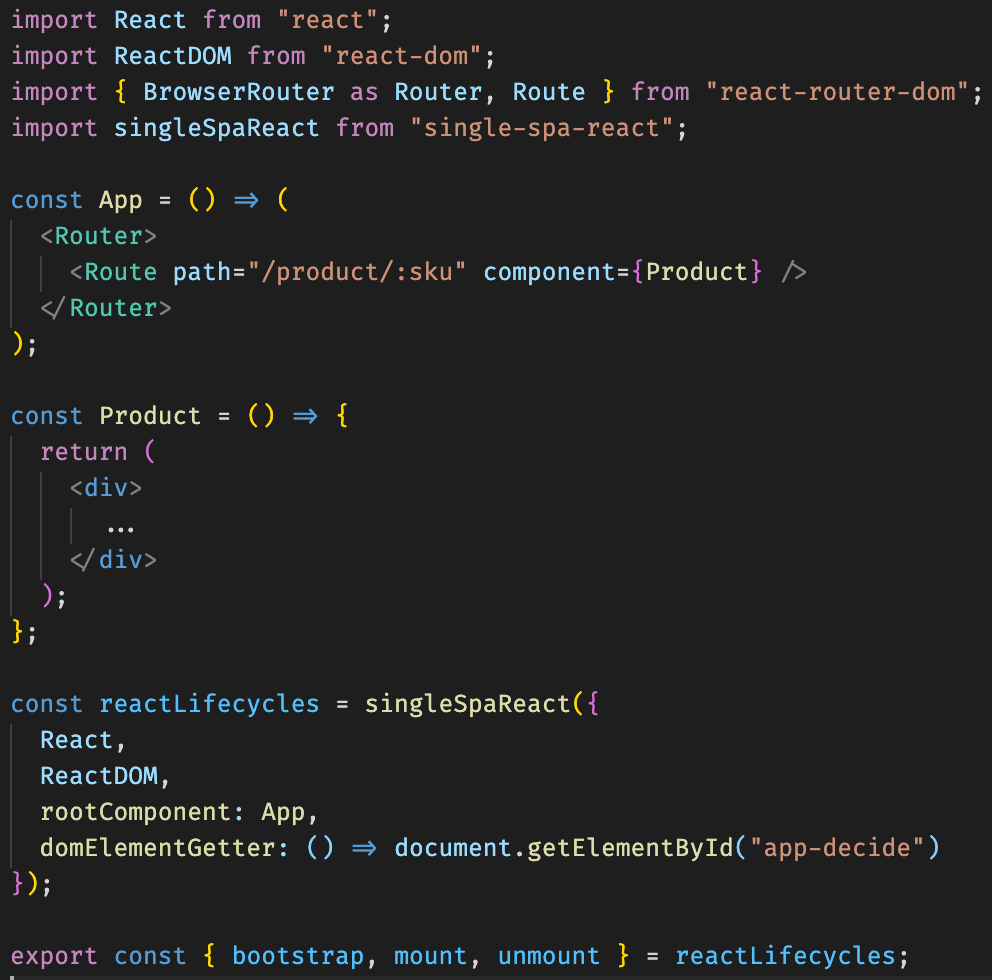 import React from "react";
import ReactDOM from "react-dom";
import { BrowserRouter as Router, Route } from "react-router-dom";
import singleSpaReact from "single-spa-react";

const App = () => (
  <Router>
    <Route path="/product/:sku" component={Product} />
  </Router>
);

const Product = () => {
  return (
    <div>
      ...
    </div>
  );
};

const reactLifecycles = singleSpaReact({
  React,
  ReactDOM,
  rootComponent: App,
  domElementGetter: () => document.getElementById("app-decide")
});

export const { bootstrap, mount, unmount } = reactLifecycles;